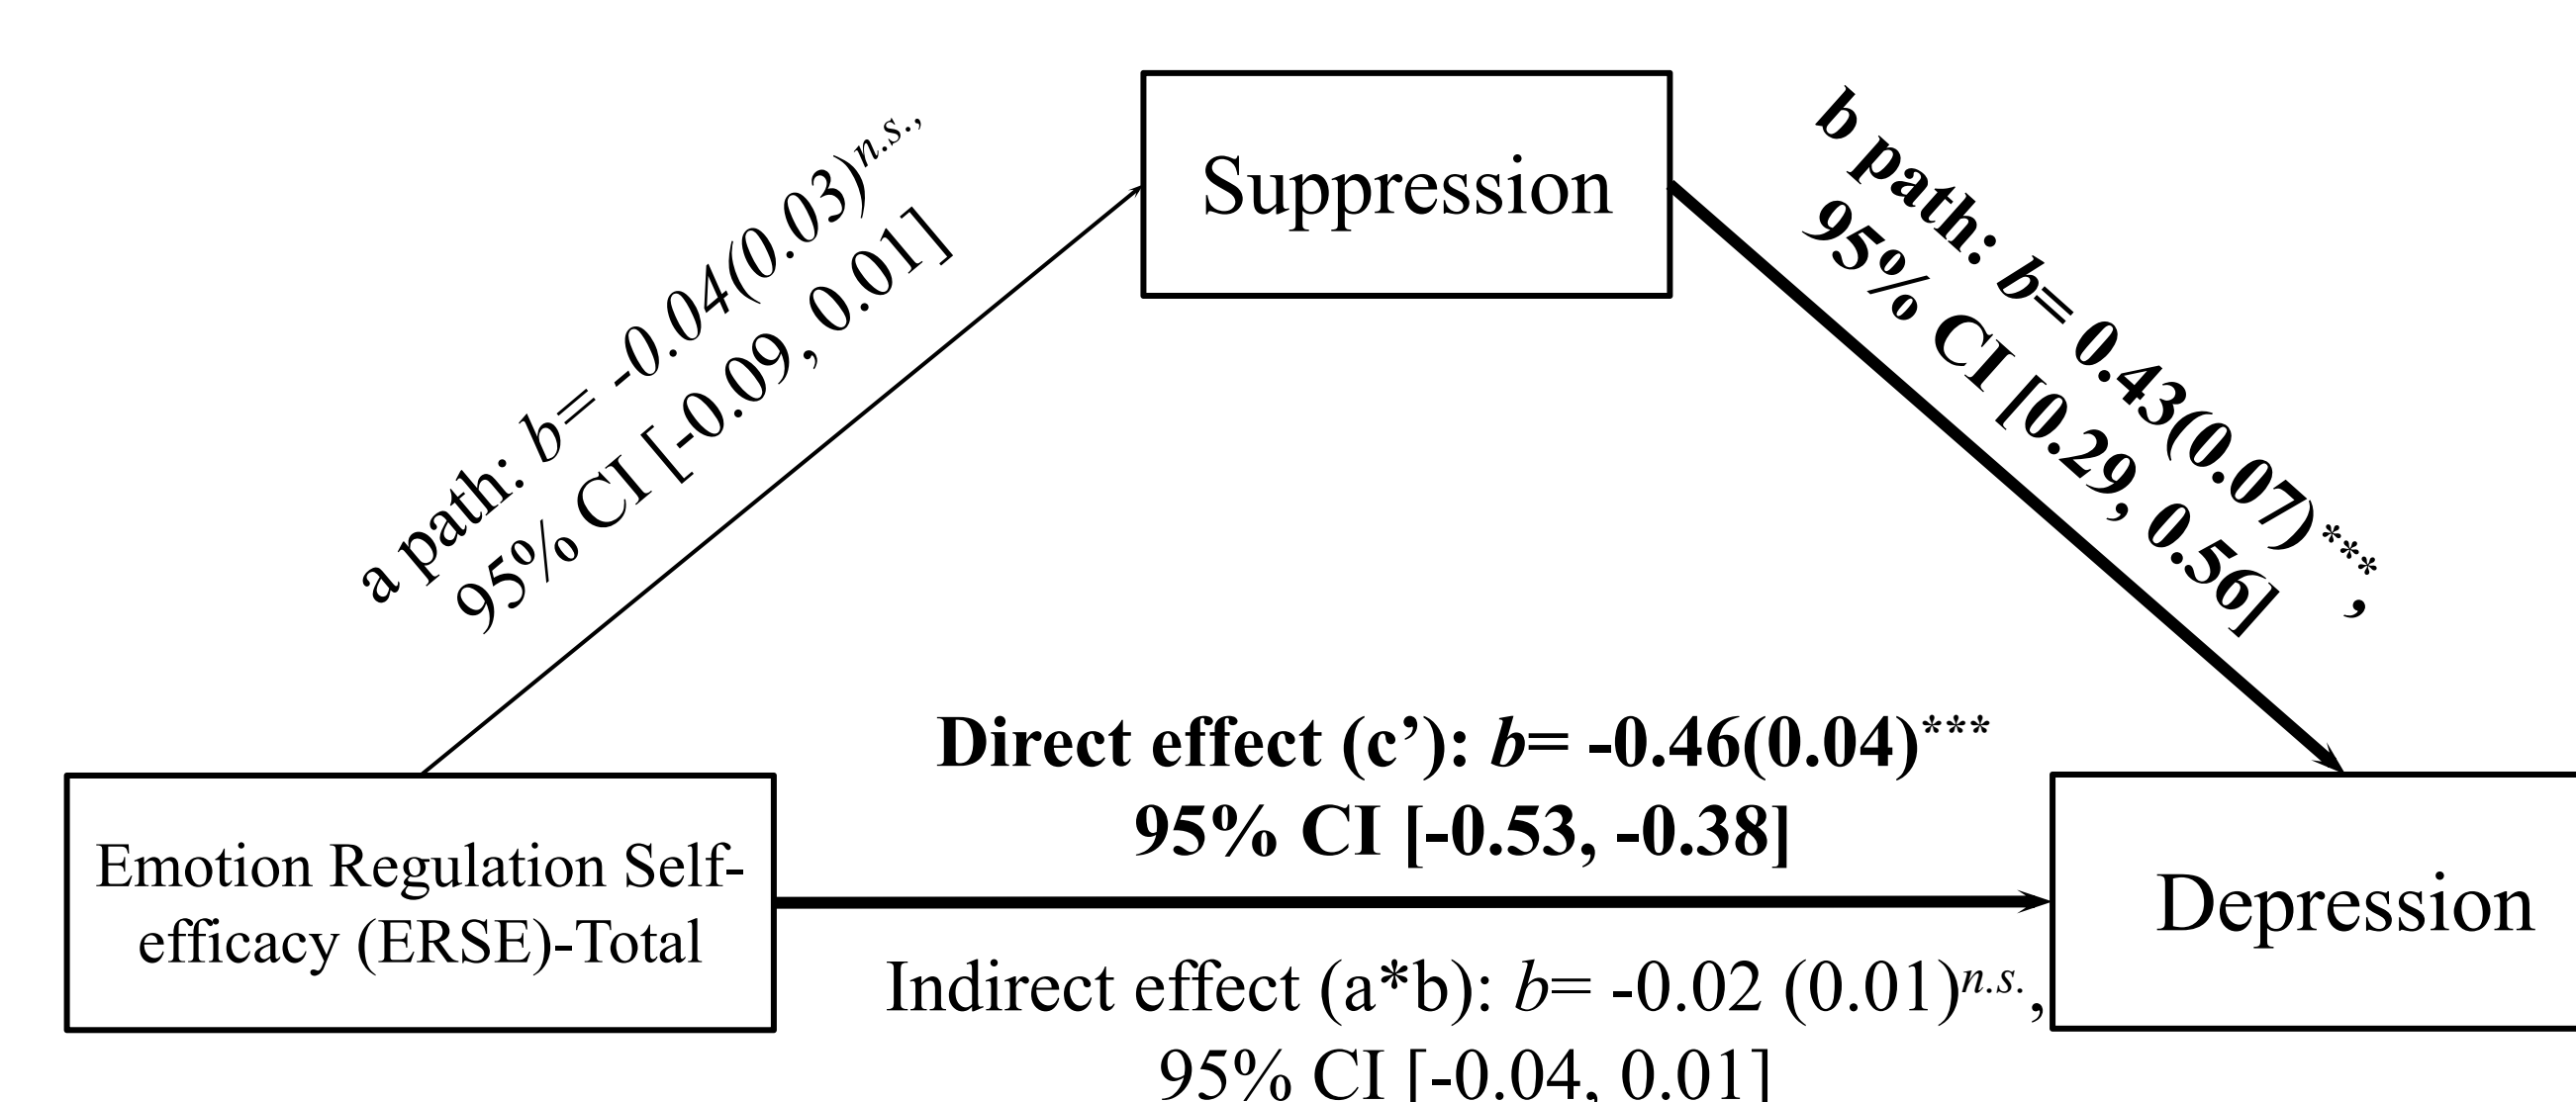 Suppression
a path: b= -0.04(0.03)n.s.,
95% CI [-0.09, 0.01]
b path: b= 0.43(0.07)***,
95% CI [0.29, 0.56]
Direct effect (c’): b= -0.46(0.04)***
95% CI [-0.53, -0.38]
Emotion Regulation Self-
efficacy (ERSE)-Total
Depression
Indirect effect (a*b): b= -0.02 (0.01)n.s.,
95% CI [-0.04, 0.01]